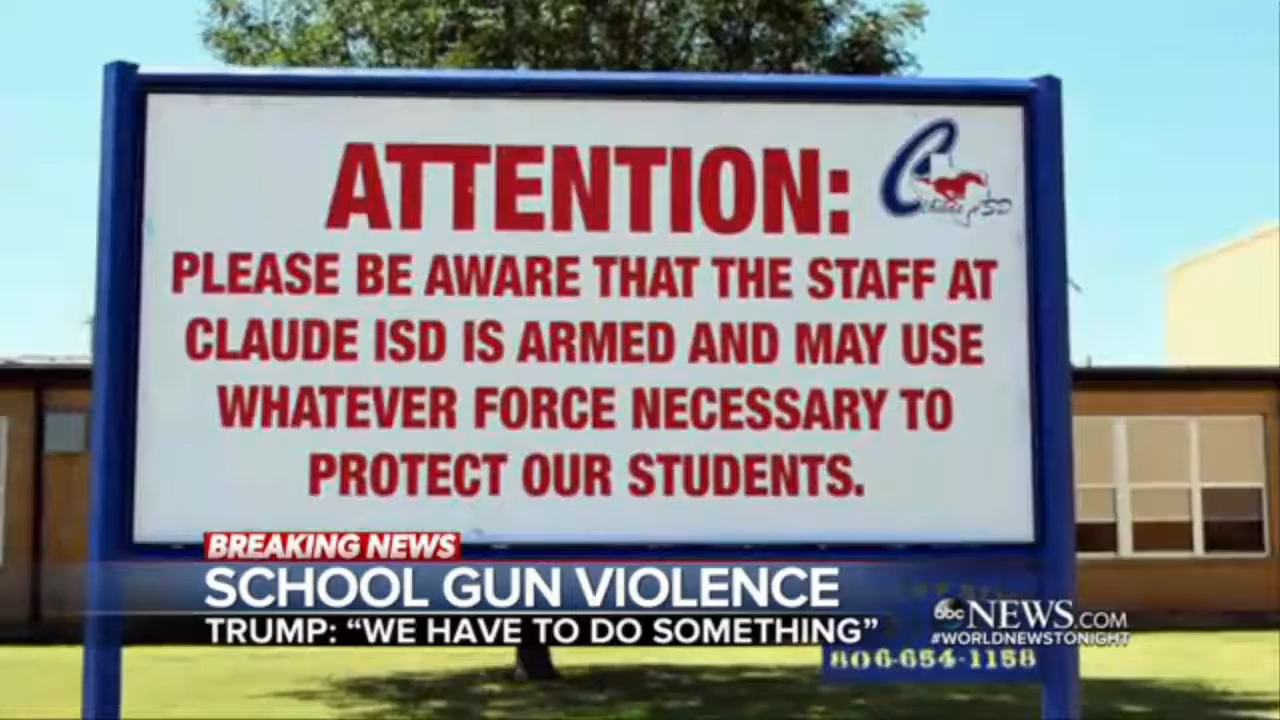 ATTENTION:
PLEASE BE AWARE THAT THE STAFF AT
CLAUDE ISD IS ARMED AND MAY USE
WHATEVER FORCE NECESSARY TO
PROTECT OUR STUDENTS.
BREAKING NEWS
SCHOOL GUN VIOLENCE
TRUMP: “WE HAVE TO DO SOMETHING”
abc NEWS.COM
#WORLDNEWSTONIGHT
806-654-1158